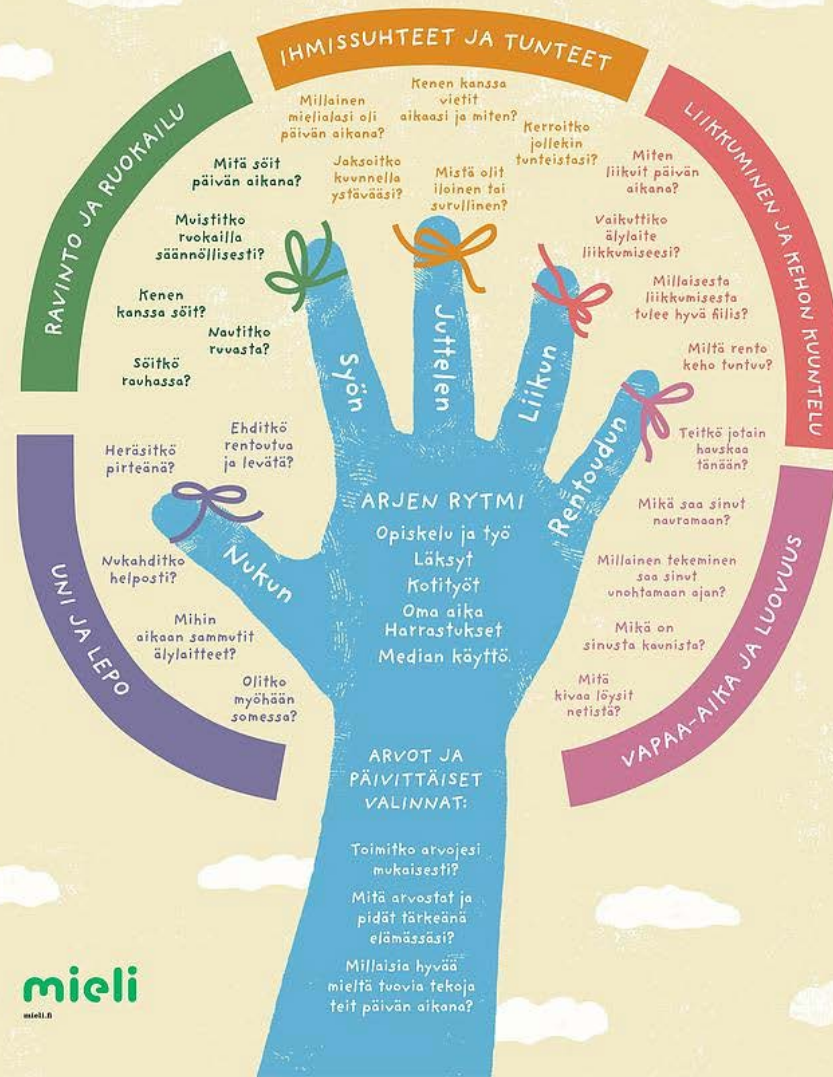 IHMISSUHTEET JA TUNTEET
Millainen
mielialasi oli
päivän aikana?
Kenen kanssa
vietit
aikaasi ja miten?
Kerroitko
jollekin
tunteistasi?
Jaksoitko
kuunnella
ystävääsi?
Mistä olit
iloinen tai
surullinen?
RAVINTO JA RUOKAILU
Mitä söit
päivän aikana?
Muistitko
ruokailla
säännöllisesti?
Kenen
kanssa söit?
Nautitko
ruuasta?
Söitkö
rauhassa?
LIIKKUMINEN JA KEHON KUUNTELU
Miten
liikuit päivän
aikana?
Vaikuttiko
älylaite
liikkumiseesi?
Millaisesta
liikkumisesta
tulee hyvä fiilis?
Miltä rento
keho tuntuu?
UNI JA LEPO
Heräsitkö
pirteänä?
Ehditkö
rentoutua
ja levätä?
Nukahditko
helposti?
Mihin
aikaan sammutit
älylaitteet?
Olitko
myöhään
somessa?
VAPAA-AIKA JA LUOVUUS
Teitkö jotain
hauskaa
tänään?
Mikä saa sinut
nauramaan?
Millainen tekeminen
saa sinut
unohtamaan ajan?
Mikä on
sinusta kaunista?
Mitä
kivaa löysit
netistä?
Nukun
Syön
Juttelen
Liikun
Rentoudun
ARJEN RYTMI
Opiskelu ja työ
Läksyt
Kotityöt
Oma aika
Harrastukset
Median käyttö
ARVOT JA
PÄIVITTÄISET
VALINNAT:
Toimitko arvojesi
mukaisesti?
Mitä arvostat ja
pidät tärkeänä
elämässäsi?
Millaisia hyvää
mieltä tuovia tekoja
teit päivän aikana?
mieli
mieli.fi